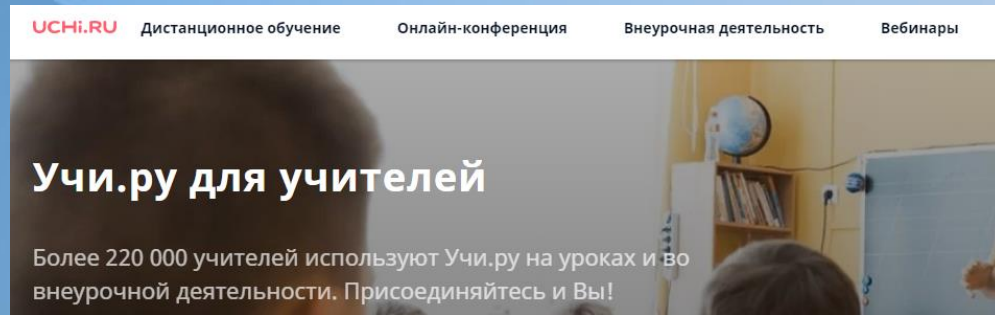 UCHi.RU Дистанционное обучение Онлайн-конференция Внеурочная деятельность Вебинары
Учи.ру для учителей
Более 220 000 учителей используют Учи.ру на уроках и во
внеурочной деятельности. Присоединяйтесь и Вы!